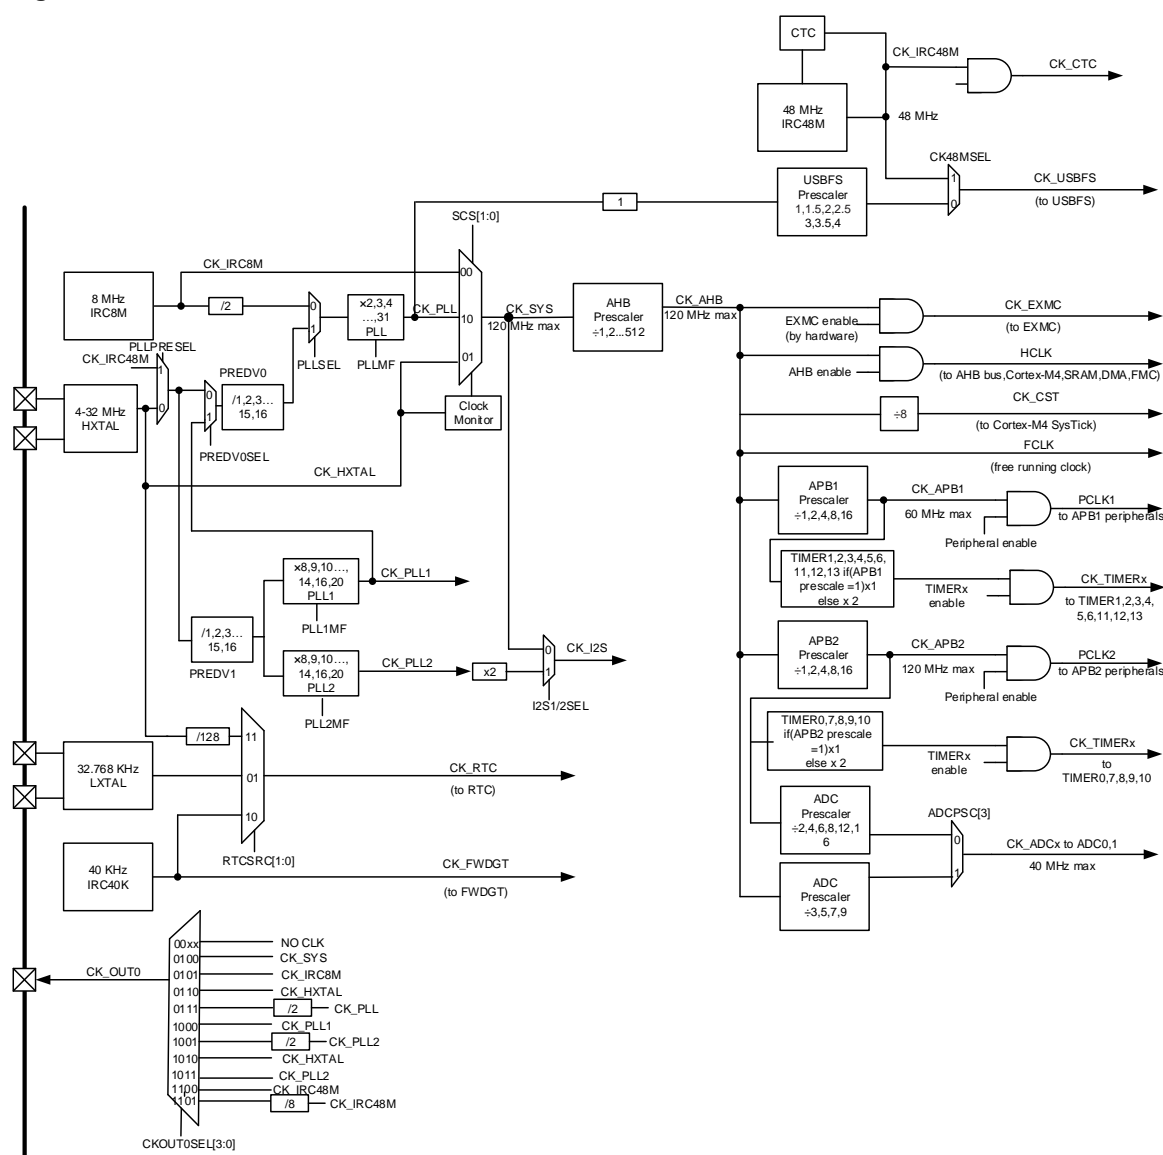 CTC
CK_IRC48M
CK_CTC
48 MHz
IRC48M
48 MHz
CK48MSEL
1
0
CK_USBFS
(to USBFS)
USBFS
Prescaler
1,1.5,2,2.5
3,3.5,4
1
SCS[1:0]
CK_IRC8M
00
8 MHz
IRC8M
/2
0
1
PLLSEL
×2,3,4
…,31
PLL
PLLMF
CK_PLL
10
01
CK_SYS
120 MHz max
AHB
Prescaler
÷1,2...512
CK_AHB
120 MHz max
EXMC enable
(by hardware)
CK_EXMC
(to EXMC)
AHB enable
HCLK
(to AHB bus,Cortex-M4,SRAM,DMA,FMC)
÷8
CK_CST
(to Cortex-M4 SysTick)
FCLK
(free running clock)
PLLPRESEL
CK_IRC48M
1
0
4-32 MHz
HXTAL
PREDV0
0
1
/1,2,3…
15,16
PREDV0SEL
Clock
Monitor
CK_HXTAL
APB1
Prescaler
÷1,2,4,8,16
CK_APB1
60 MHz max
Peripheral enable
PCLK1
to APB1 peripherals
TIMER1,2,3,4,5,6,
11,12,13 if(APB1
prescale =1)x1
else x 2
TIMERx
enable
CK_TIMERx
to TIMER1,2,3,4,
5,6,11,12,13
×8,9,10…,
14,16,20
PLL1
PLL1MF
CK_PLL1
/1,2,3…
15,16
PREDV1
×8,9,10…,
14,16,20
PLL2
PLL2MF
CK_PLL2
x2
0
1
CK_I2S
I2S1/2SEL
APB2
Prescaler
÷1,2,4,8,16
CK_APB2
120 MHz max
Peripheral enable
PCLK2
to APB2 peripherals
TIMER0,7,8,9,10
if(APB2 prescale
=1)x1
else x 2
TIMERx
enable
CK_TIMERx
to
TIMER0,7,8,9,10
/128
11
01
10
32.768 KHz
LXTAL
CK_RTC
(to RTC)
RTCSRC[1:0]
40 KHz
IRC40K
CK_FWDGT
(to FWDGT)
ADC
Prescaler
÷2,4,6,8,12,1
6
ADCPSC[3]
0
1
CK_ADCx to ADC0,1
40 MHz max
ADC
Prescaler
÷3,5,7,9
CK_OUT0
00xx
NO CLK
0100
CK_SYS
0101
CK_IRC8M
0110
CK_HXTAL
0111
/2
CK_PLL
1000
CK_PLL1
1001
/2
CK_PLL2
1010
CK_HXTAL
1011
CK_PLL2
1100
CK_IRC48M
1101
/8
CK_IRC48M
CKOUT0SEL[3:0]